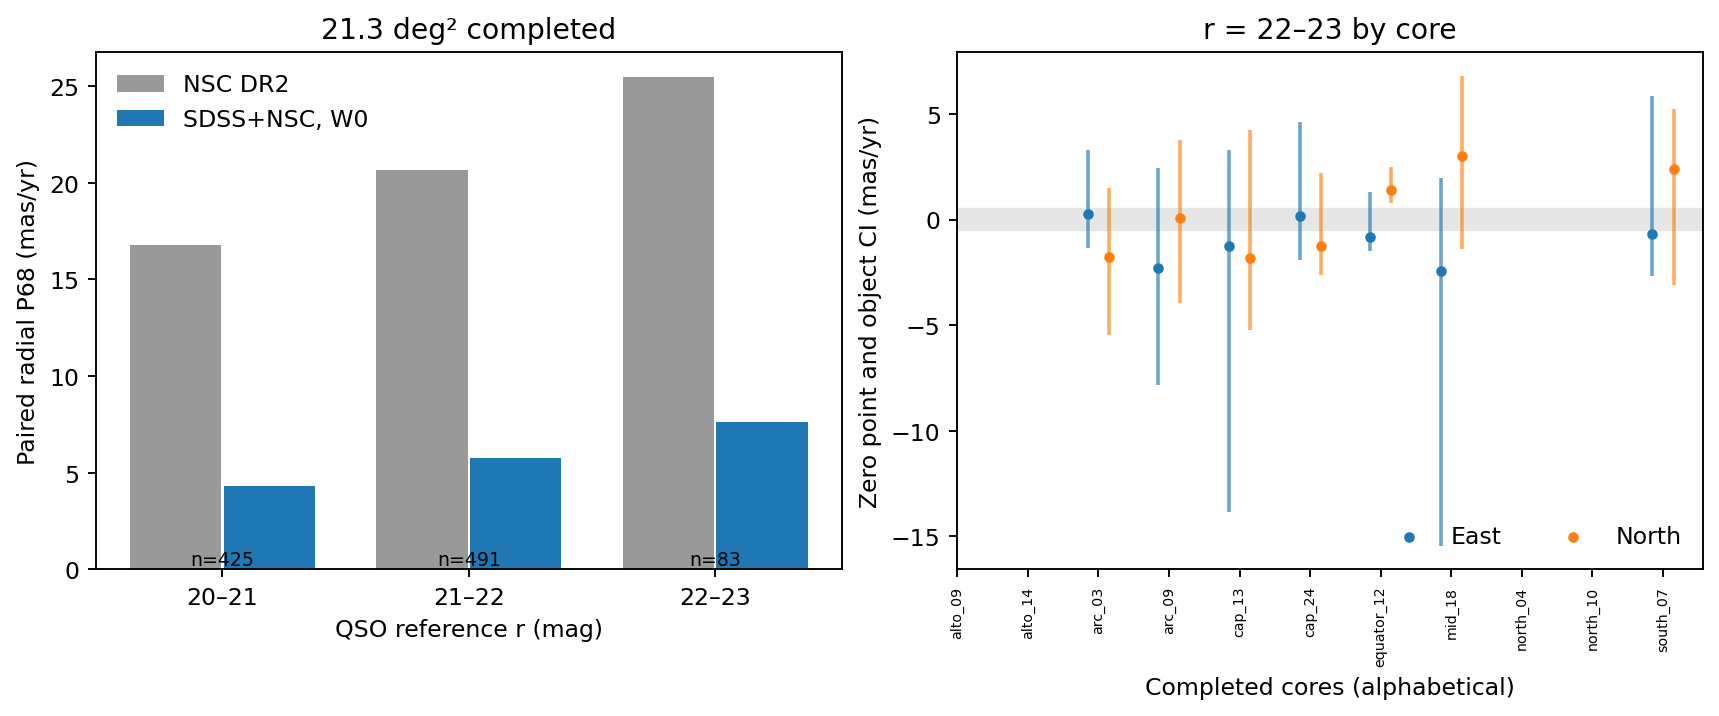 21.3 deg² completed
NSC DR2
SDSS+NSC, W0
Paired radial P68 (mas/yr)
25
20
15
10
5
0
n=425
n=491
n=83
20–21
21–22
22–23
QSO reference r (mag)
r = 22–23 by core
Zero point and object CI (mas/yr)
5
0
−5
−10
−15
East
North
alto_09
alto_14
arc_03
arc_09
cap_13
cap_24
equator_12
mid_18
north_04
north_10
south_07
Completed cores (alphabetical)